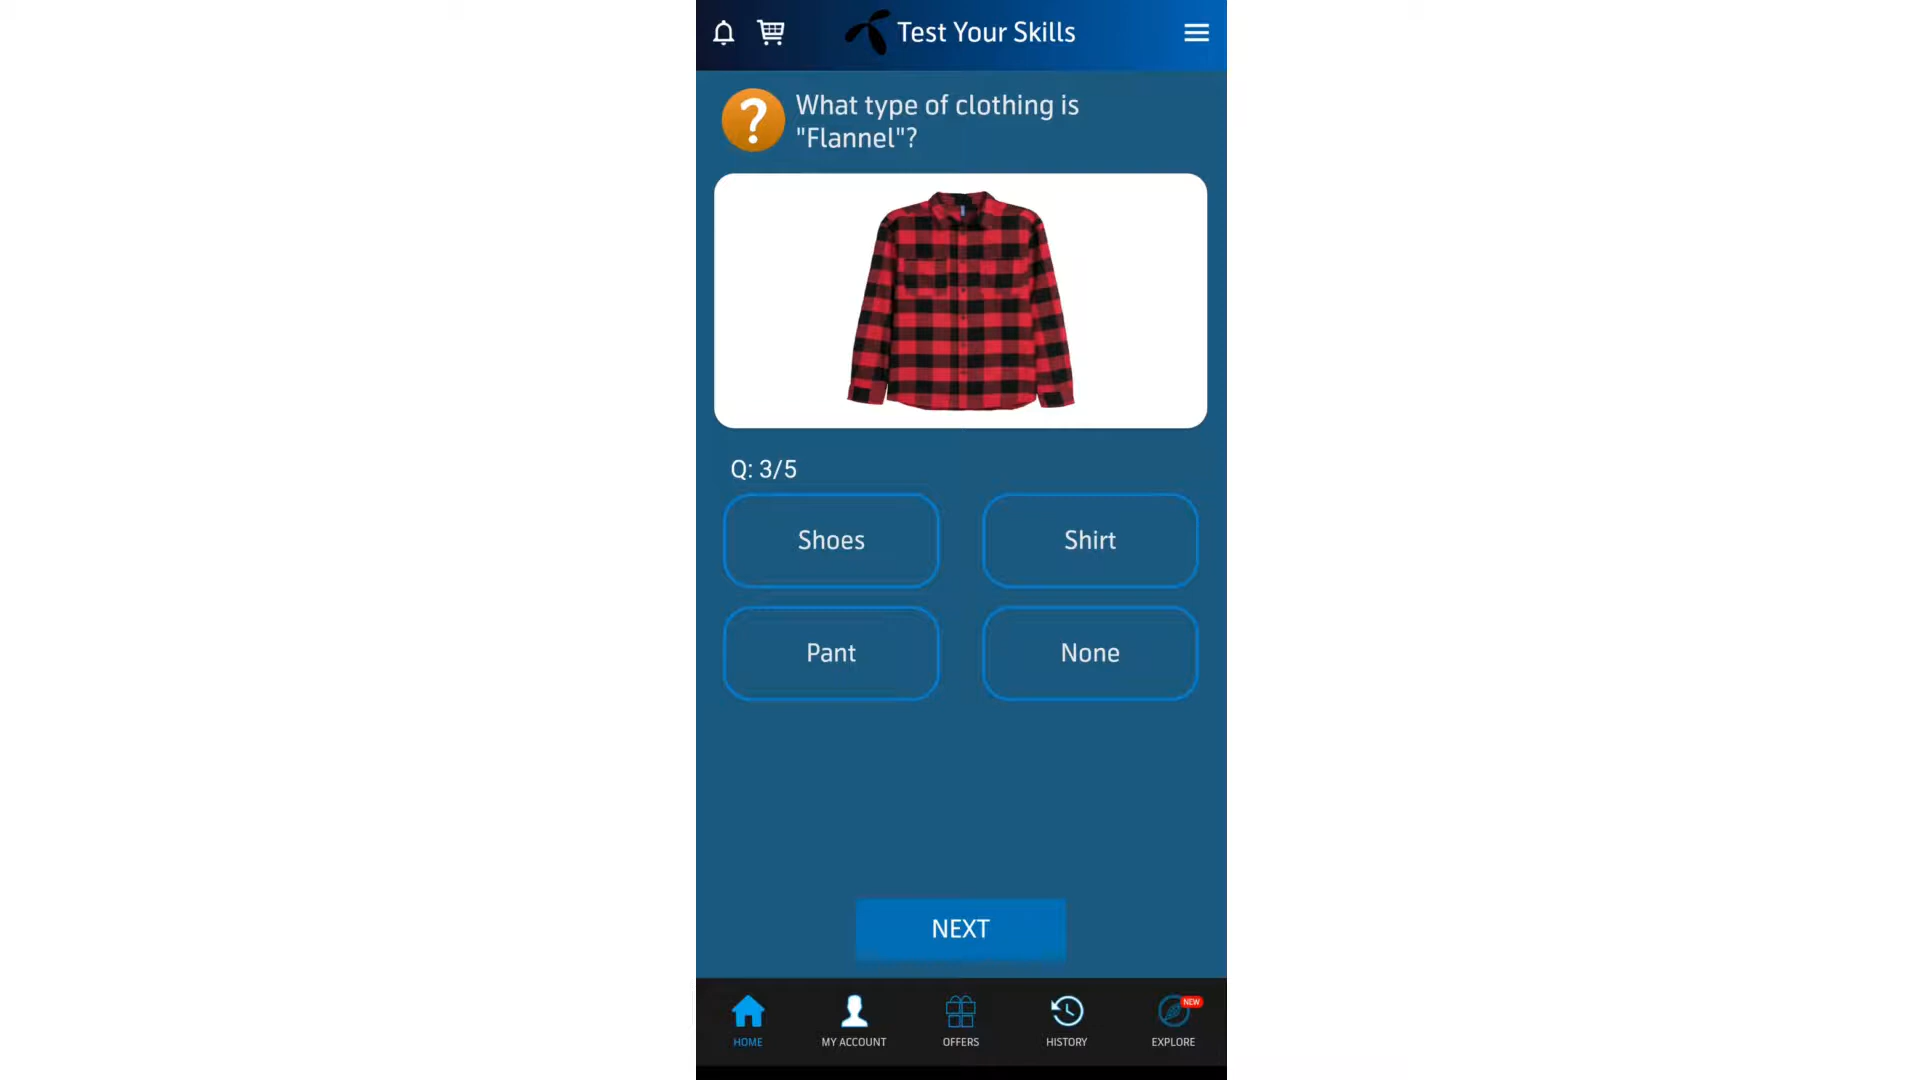 Test Your Skills
?
What type of clothing is
"Flannel"?
Q: 3/5
Shoes
Shirt
Pant
None
NEXT
HOME
MY ACCOUNT
OFFERS
HISTORY
NEW
EXPLORE